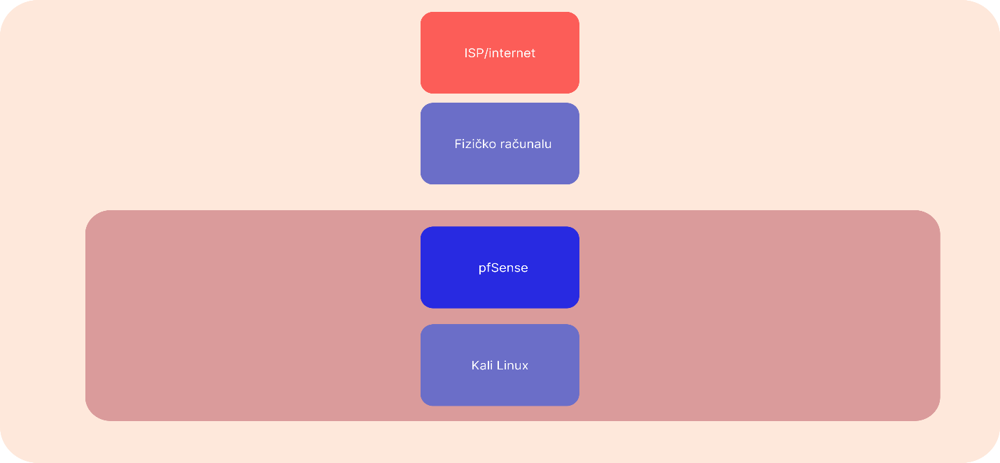 ISP/internet
Fizičko računalu
pfSense
Kali Linux